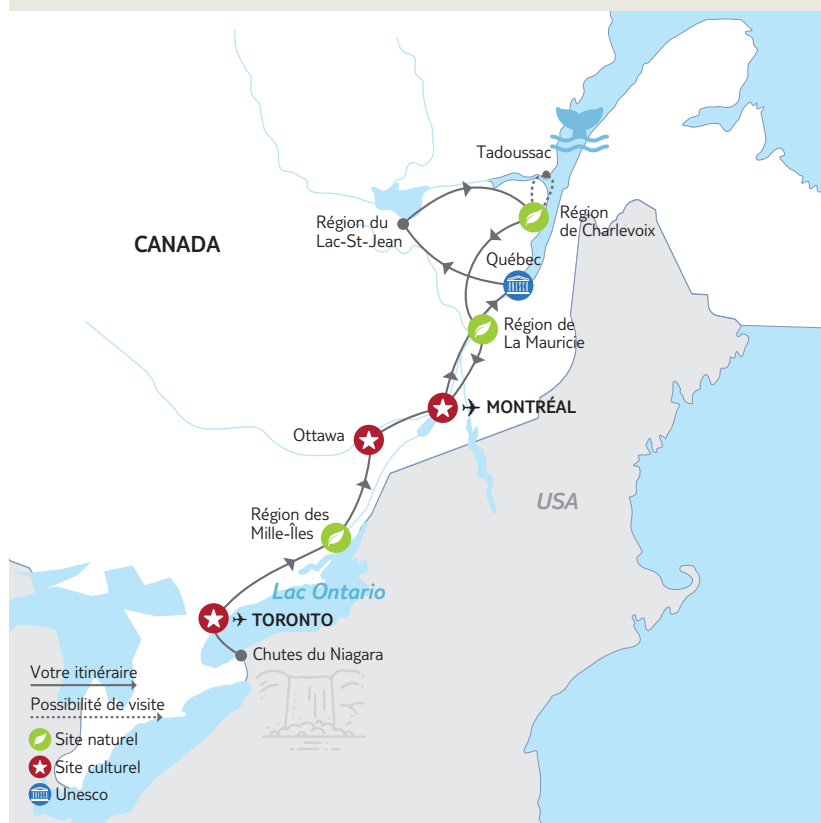 Tadoussac
Région du
Lac-St-Jean
Région
de Charlevoix
CANADA
Québec
Région de
La Mauricie
MONTRÉAL
Ottawa
USA
Région des
Mille-Îles
Lac Ontario
TORONTO
Chutes du Niagara
Votre itinéraire
Possibilité de visite
Site naturel
Site culturel
Unesco